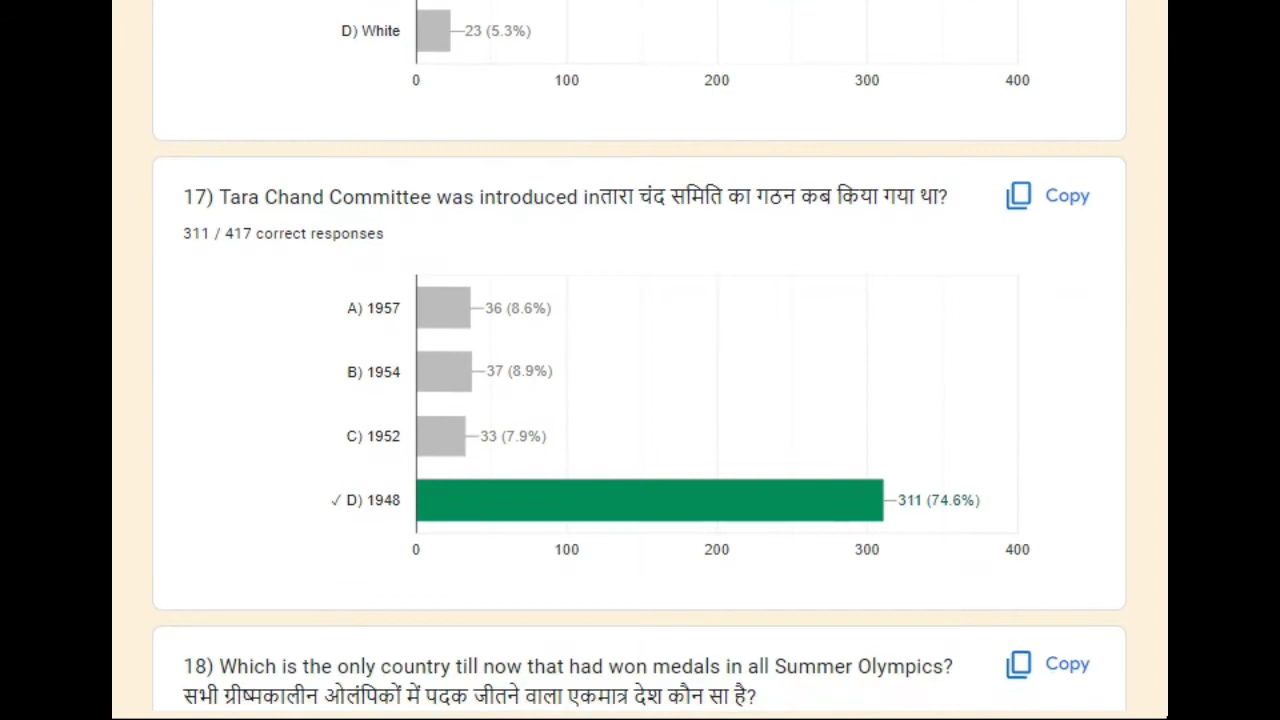 D) White
23 (5.3%)
0 100 200 300 400
17) Tara Chand Committee was introduced inतारा चंद समिति का गठन कब किया गया था?
Copy
311 / 417 correct responses
A) 1957
36 (8.6%)
B) 1954
37 (8.9%)
C) 1952
33 (7.9%)
✓ D) 1948
311 (74.6%)
0 100 200 300 400
18) Which is the only country till now that had won medals in all Summer Olympics?
Copy
सभी ग्रीष्मकालीन ओलंपिकों में पदक जीतने वाला एकमात्र देश कौन सा है?